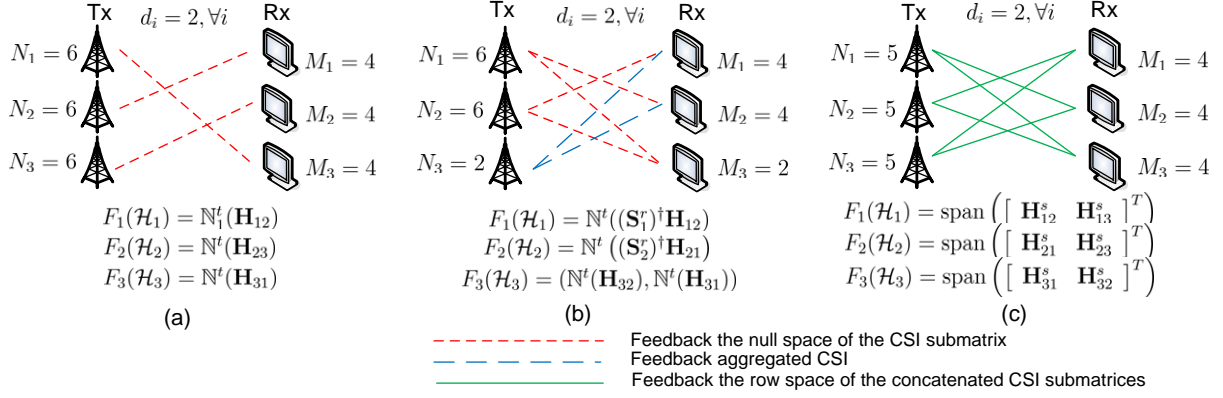 Tx d_i = 2, ∀i Rx
N_1 = 6 M_1 = 4
N_2 = 6 M_2 = 4
N_3 = 6 M_3 = 4
F_1(ℋ_1) = ℕ_1^t(H_12)
F_2(ℋ_2) = ℕ^t(H_23)
F_3(ℋ_3) = ℕ^t(H_31)
(a)
Tx d_i = 2, ∀i Rx
N_1 = 6 M_1 = 4
N_2 = 6 M_2 = 4
N_3 = 2 M_3 = 2
F_1(ℋ_1) = ℕ^t((S_1^r)^†H_12)
F_2(ℋ_2) = ℕ^t((S_2^r)^†H_21)
F_3(ℋ_3) = (ℕ^t(H_32), ℕ^t(H_31))
(b)
Tx d_i = 2, ∀i Rx
N_1 = 5 M_1 = 4
N_2 = 5 M_2 = 4
N_3 = 5 M_3 = 4
F_1(ℋ_1) = span([ H_12^s H_13^s ]^T)
F_2(ℋ_2) = span([ H_21^s H_23^s ]^T)
F_3(ℋ_3) = span([ H_31^s H_32^s ]^T)
(c)
Feedback the null space of the CSI submatrix
Feedback aggregated CSI
Feedback the row space of the concatenated CSI submatrices